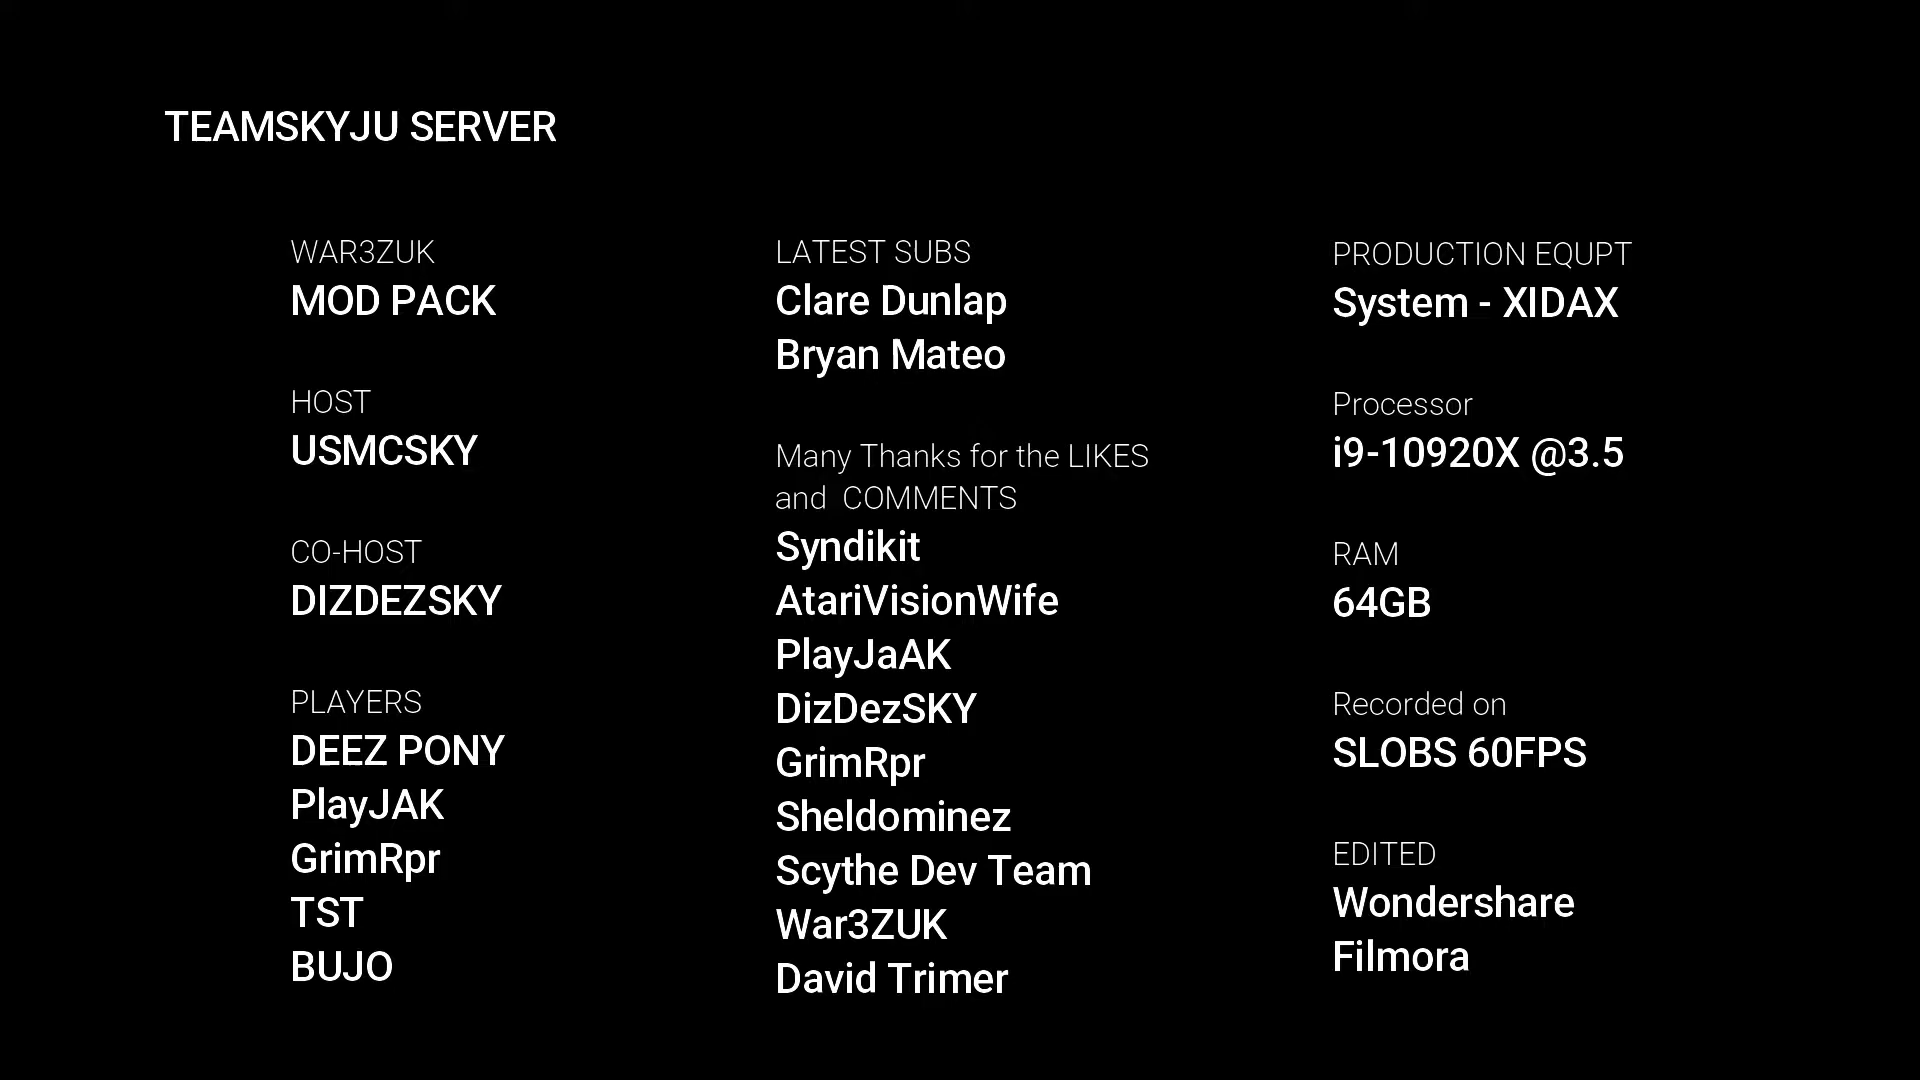 TEAMSKYJU SERVER
WAR3ZUK
MOD PACK
HOST
USMCSKY
CO-HOST
DIZDEZSKY
PLAYERS
DEEZ PONY
PlayJAK
GrimRpr
TST
BUJO
LATEST SUBS
Clare Dunlap
Bryan Mateo
Many Thanks for the LIKES
and COMMENTS
Syndikit
AtariVisionWife
PlayJaAK
DizDezSKY
GrimRpr
Sheldominez
Scythe Dev Team
War3ZUK
David Trimer
PRODUCTION EQUPT
System - XIDAX
Processor
i9-10920X @3.5
RAM
64GB
Recorded on
SLOBS 60FPS
EDITED
Wondershare
Filmora